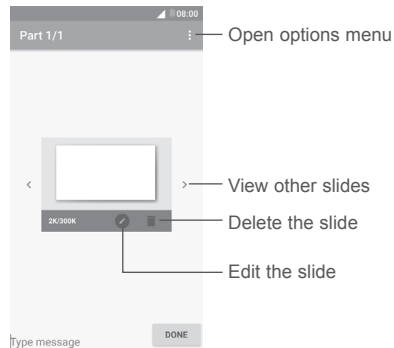 08:00
Part 1/1
Open options menu
View other slides
2K/300K
Delete the slide
Edit the slide
Type message
DONE